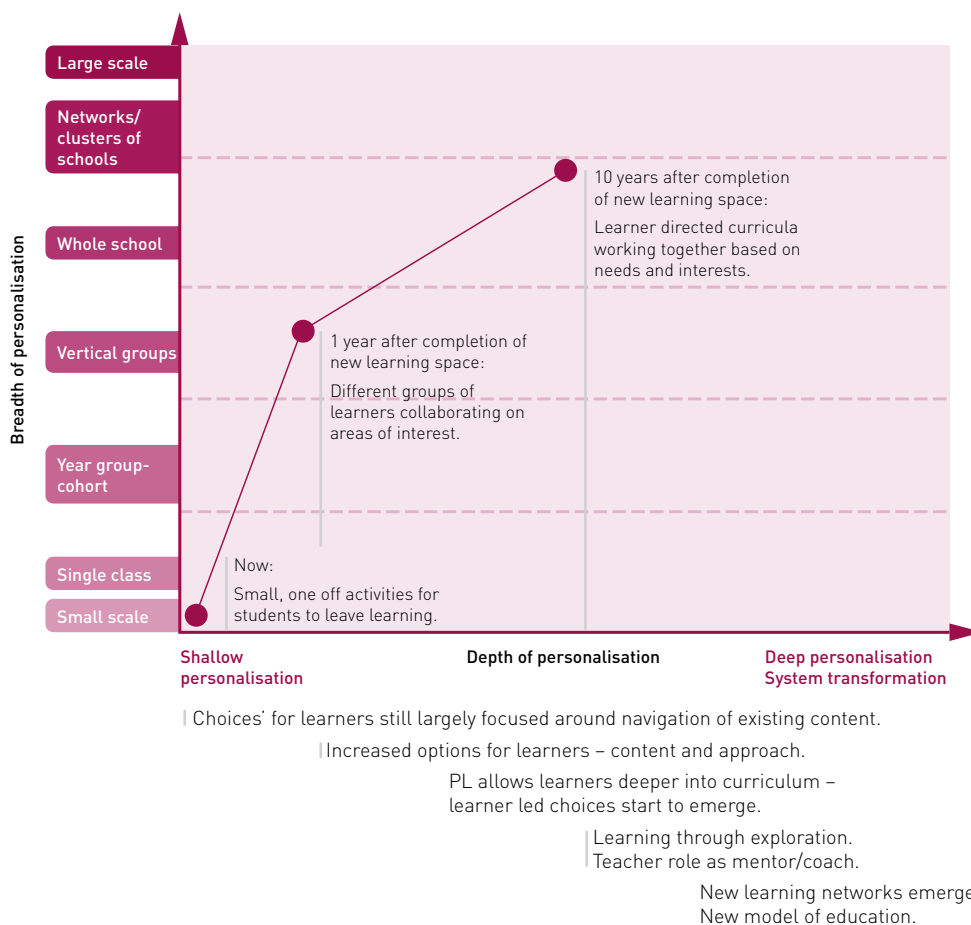 Large scale
Networks/
clusters of
schools
Whole school
Vertical groups
Year group-
cohort
Single class
Small scale
Breadth of personalisation
10 years after completion
of new learning space:
Learner directed curricula
working together based on
needs and interests.
1 year after completion of
new learning space:
Different groups of
learners collaborating on
areas of interest.
Now:
Small, one off activities for
students to leave learning.
Shallow
personalisation
Depth of personalisation
Deep personalisation
System transformation
Choices’ for learners still largely focused around navigation of existing content.
Increased options for learners – content and approach.
PL allows learners deeper into curriculum –
learner led choices start to emerge.
Learning through exploration.
Teacher role as mentor/coach.
New learning networks emerge
New model of education.